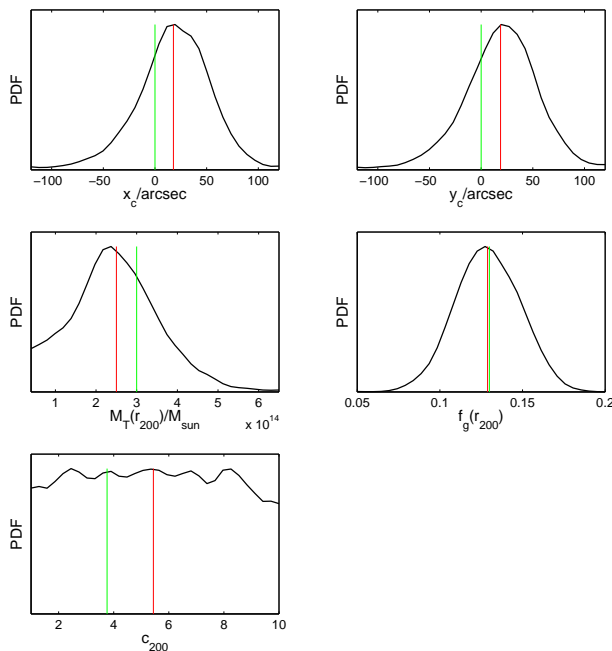 PDF
−50 0 50 100
−100
x_c/arcsec
PDF
−100 −50 0 50 100
y_c/arcsec
PDF
1 2 3 4 5 6
x 10^14
M_T(r_200)/M_sun
PDF
0.05 0.1 0.15 0.2
f_g(r_200)
PDF
2 4 6 8 10
c_200